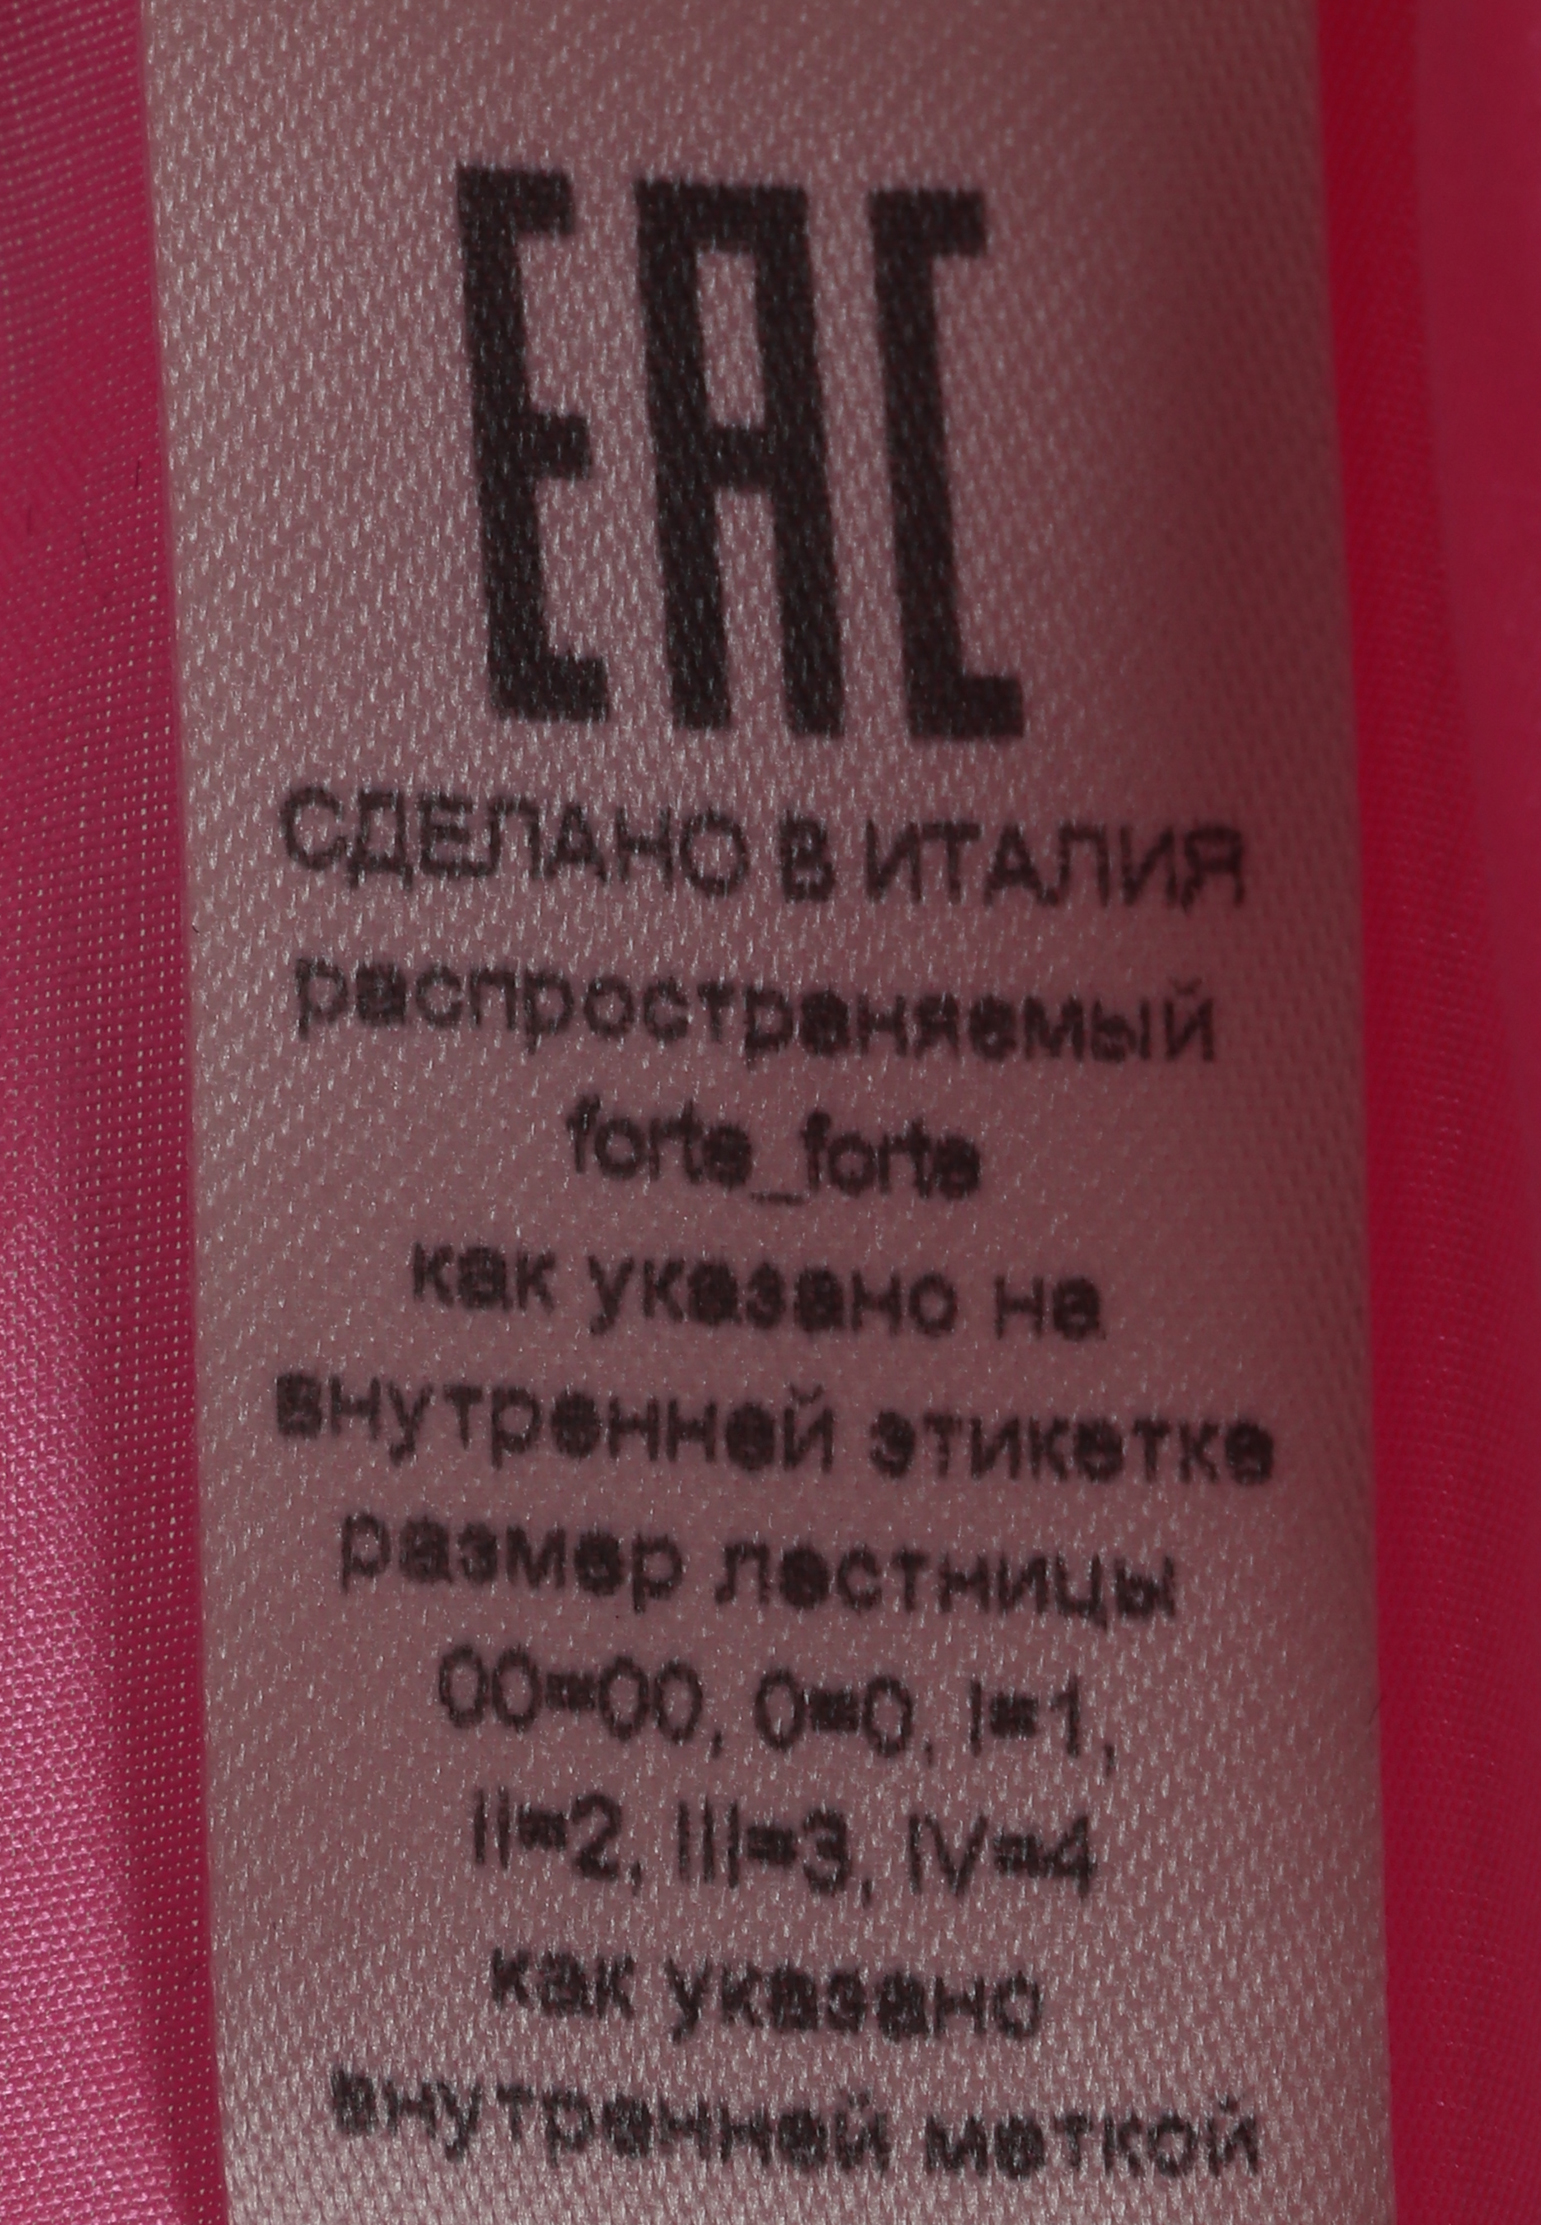 EAC
СДЕЛАНО В ИТАЛИЯ
распространяемый
forte_forte
как указано на
внутренней этикетке
размер лестницы
00=00, 0=0, I=1,
II=2, III=3, IV=4
как указано
внутренней меткой